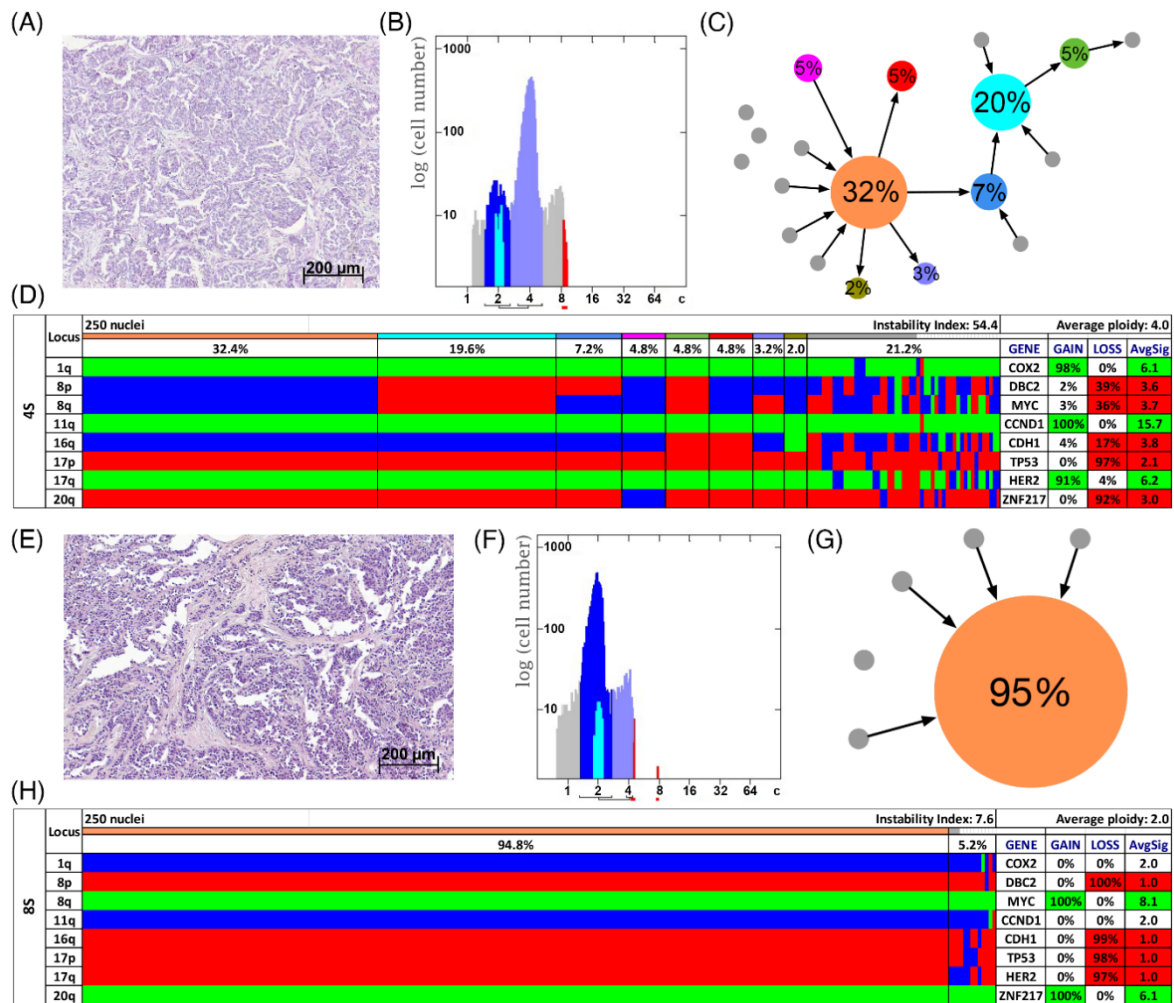 (A)
200 µm
(B)
log (cell number)
1000
100
10
1 2 4 8 16 32 64 c
(C)
5%
5%
5%
20%
32%
7%
2%
3%
(D)
4S
Locus 250 nuclei Instability Index: 54.4 Average ploidy: 4.0
32.4% 19.6% 7.2% 4.8% 4.8% 4.8% 3.2% 2.0 21.2% GENE GAIN LOSS AvgSig
1q COX2 98% 0% 6.1
8p DBC2 2% 39% 3.6
8q MYC 3% 36% 3.7
11q CCND1 100% 0% 15.7
16q CDH1 4% 17% 3.8
17p TP53 0% 97% 2.1
17q HER2 91% 4% 6.2
20q ZNF217 0% 92% 3.0
(E)
200 µm
(F)
log (cell number)
1000
100
10
1 2 4 8 16 32 64 c
(G)
95%
(H)
8S
Locus 250 nuclei Instability Index: 7.6 Average ploidy: 2.0
94.8% 5.2% GENE GAIN LOSS AvgSig
1q COX2 0% 0% 2.0
8p DBC2 0% 100% 1.0
8q MYC 100% 0% 8.1
11q CCND1 0% 0% 2.0
16q CDH1 0% 99% 1.0
17p TP53 0% 98% 1.0
17q HER2 0% 97% 1.0
20q ZNF217 100% 0% 6.1